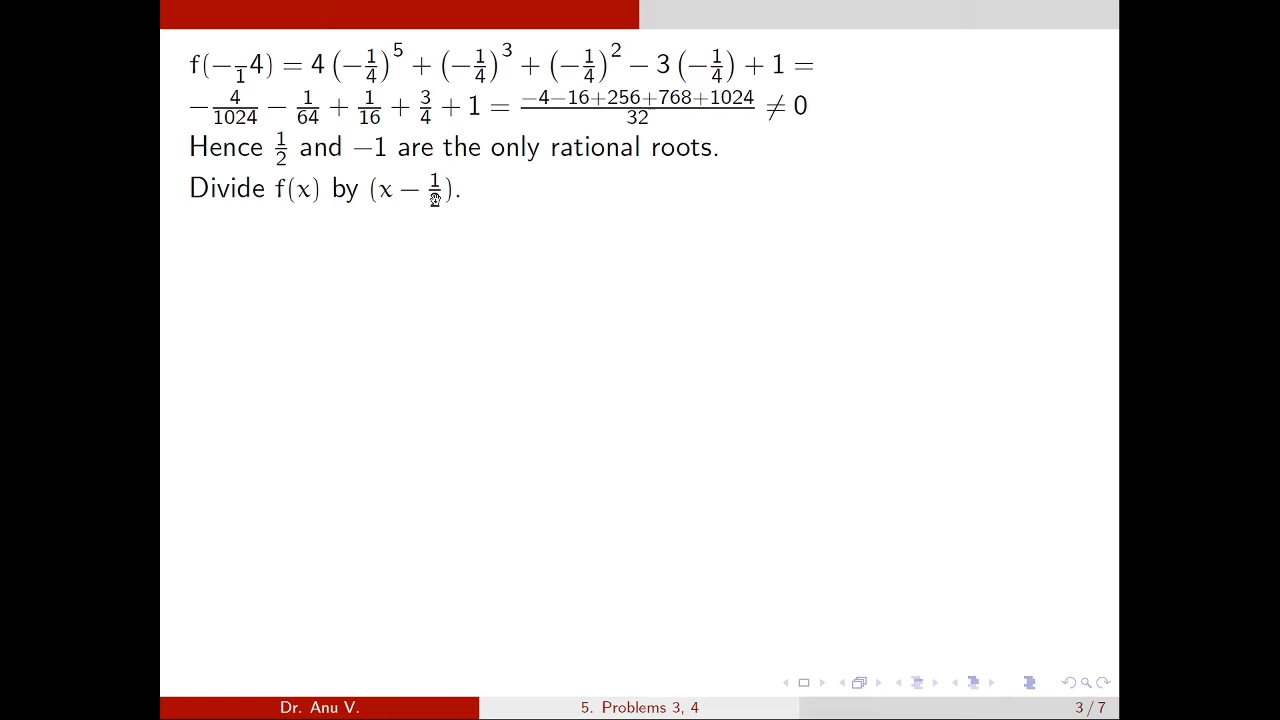 f(−_1 4) = 4 (−1/4)^5 + (−1/4)^3 + (−1/4)^2 − 3 (−1/4) + 1 =
−4/1024 − 1/64 + 1/16 + 3/4 + 1 = (−4−16+256+768+1024)/32 ≠ 0
Hence 1/2 and −1 are the only rational roots.
Divide f(x) by (x − 1/2).
Dr. Anu V. 5. Problems 3, 4 3 / 7